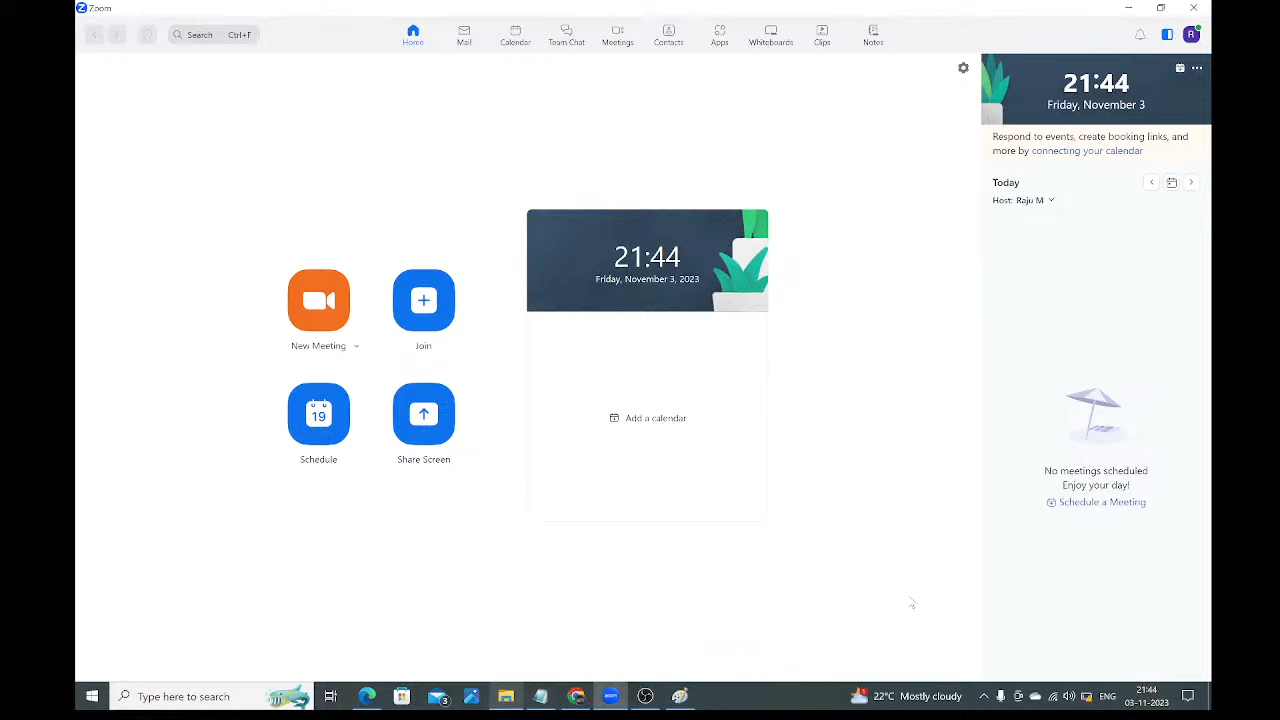 Zoom
Search Ctrl+F
Home
Mail
Calendar
Team Chat
Meetings
Contacts
Apps
Whiteboards
Clips
Notes
R
21:44
Friday, November 3
Respond to events, create booking links, and
more by connecting your calendar
Today
Host: Raju M
21:44
Friday, November 3, 2023
New Meeting
Join
Add a calendar
19
Schedule
Share Screen
No meetings scheduled
Enjoy your day!
Schedule a Meeting
Type here to search
3
zoom
22°C Mostly cloudy
ENG
21:44
03-11-2023